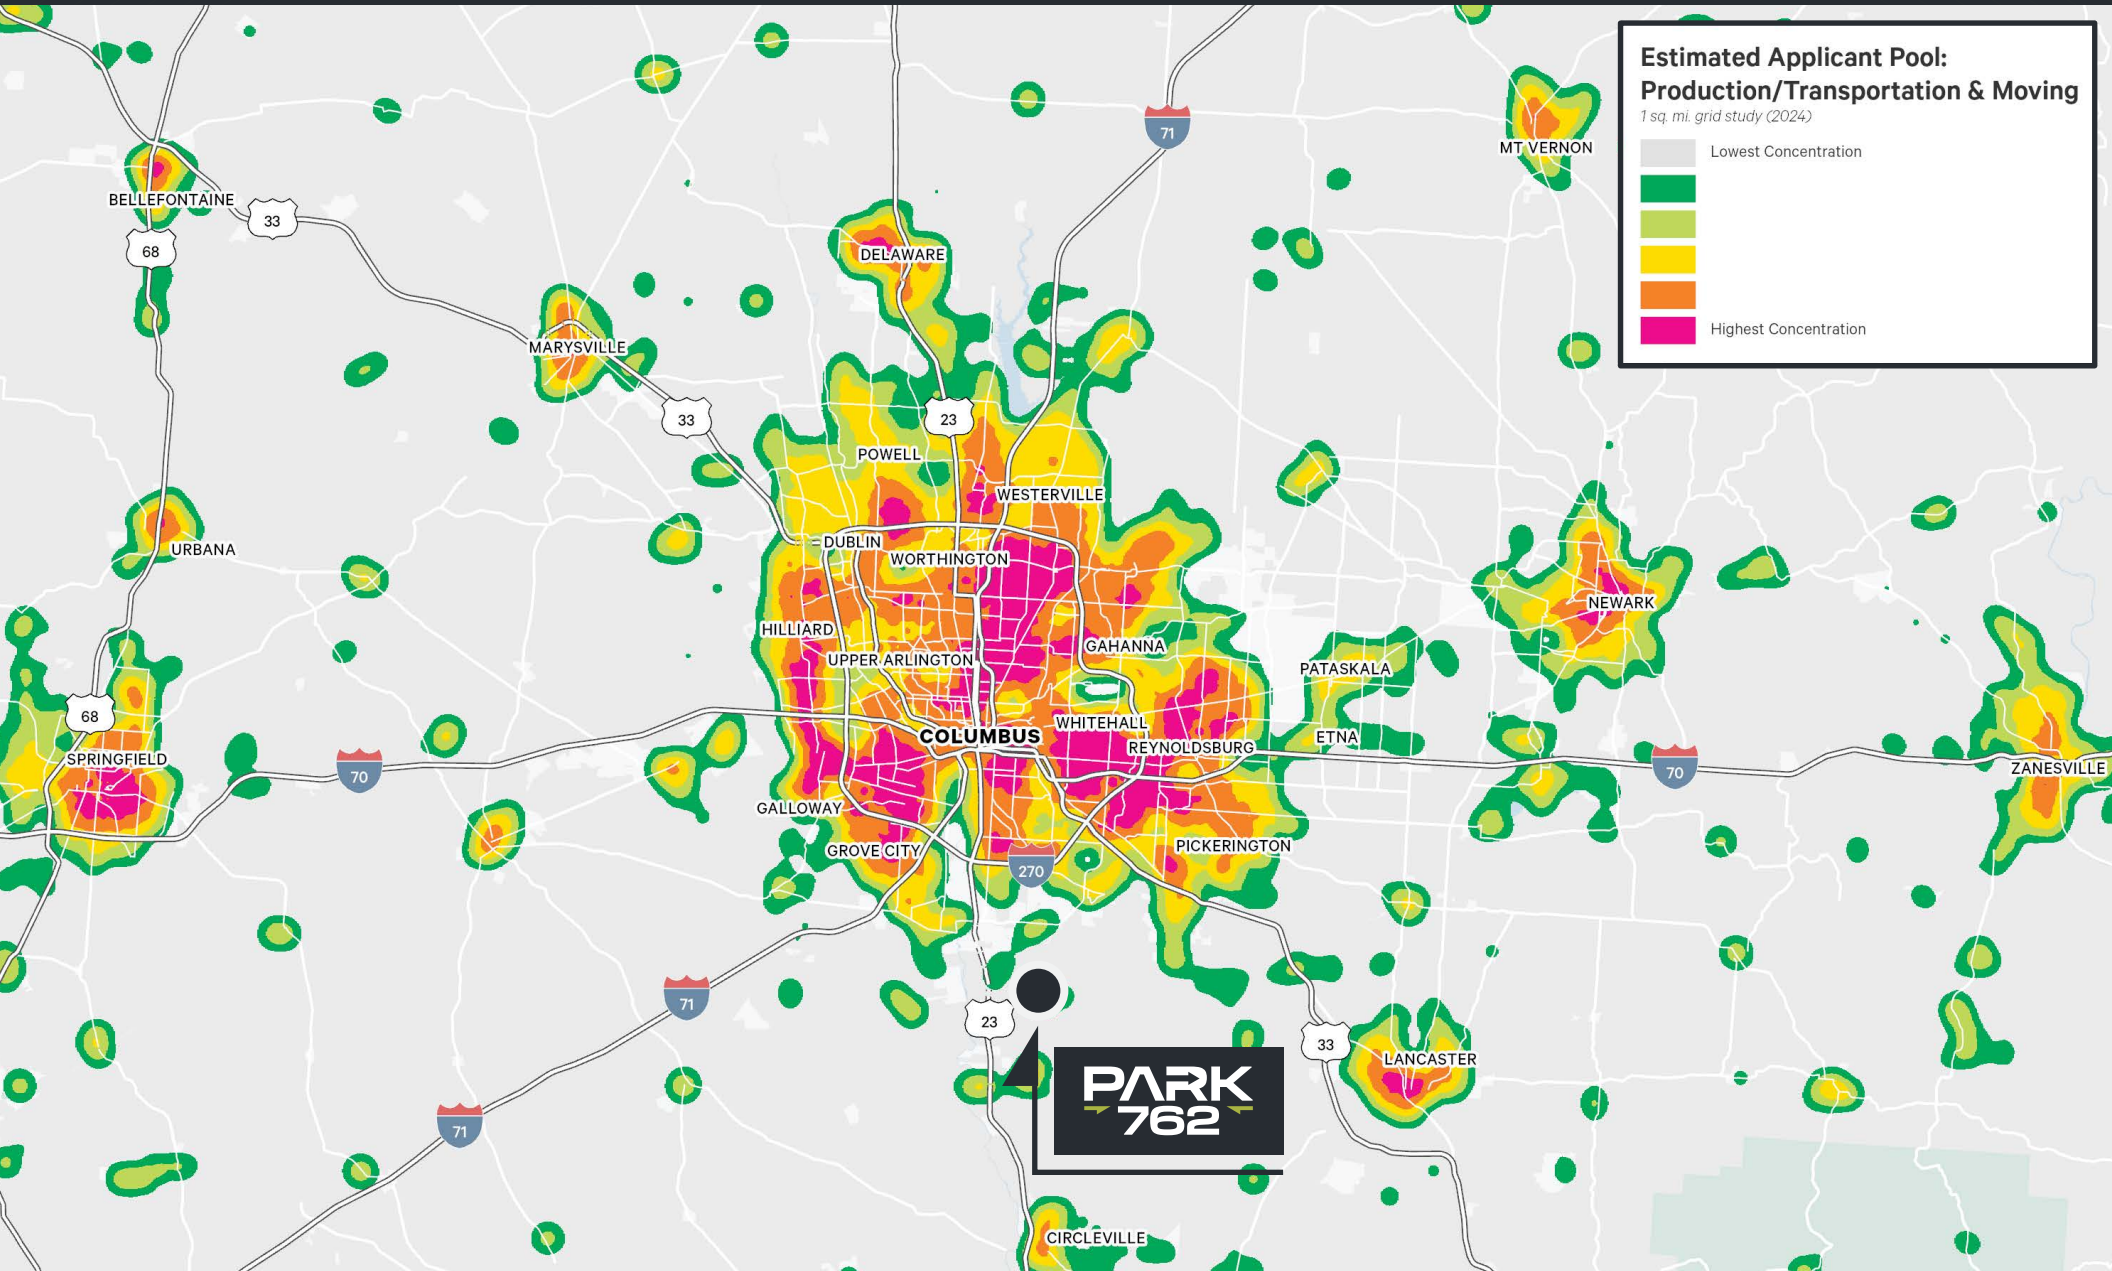 Estimated Applicant Pool:
Production/Transportation & Moving
1 sq. mi. grid study (2024)
Lowest Concentration
Highest Concentration
71
MT VERNON
BELLEFONTAINE
33
68
DELAWARE
MARYSVILLE
33
23
POWELL
WESTERVILLE
DUBLIN
URBANA
WORTHINGTON
NEWARK
HILLIARD
GAHANNA
UPPER ARLINGTON
PATASKALA
68
WHITEHALL
COLUMBUS
ETNA
REYNOLDSBURG
SPRINGFIELD
ZANESVILLE
70
70
GALLOWAY
PICKERINGTON
GROVE CITY
270
71
23
33
LANCASTER
PARK
762
71
CIRCLEVILLE